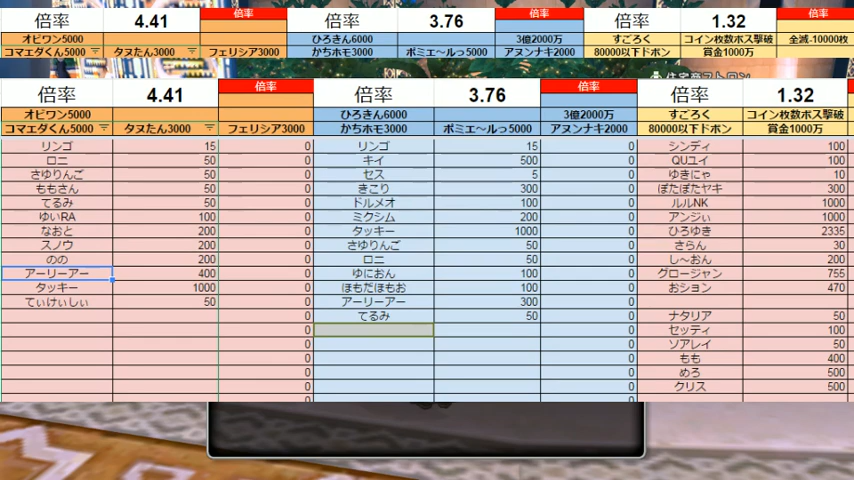 倍率 4.41 倍率 倍率 3.76 倍率 倍率 1.32 倍率
オビワン5000 ひろきん6000 3億2000万 すごろく コイン枚数ボス撃破 全滅-10000枚
コマエダくん5000 タヌたん3000 フェリシア3000 かちホモ3000 ボミエ～ルっ5000 アヌンナキ2000 80000以下ドボン 賞金1000万
倍率 4.41 倍率 倍率 3.76 倍率 倍率 1.32
オビワン5000 ひろきん6000 3億2000万 すごろく コイン枚数ボス撃破
コマエダくん5000 タヌたん3000 フェリシア3000 かちホモ3000 ボミエ～ルっ5000 アヌンナキ2000 80000以下ドボン 賞金1000万
リンゴ 15 0 リンゴ 15 0 シンディ 100
ロニ 50 0 キイ 500 0 QUユイ 100
さゆりんご 50 0 セス 5 0 ゆきにゃ 10
ももさん 50 0 きこり 300 0 ぽたぽたヤキ 300
てるみ 50 0 ドルメオ 100 0 ルルNK 1000
ゆいRA 100 0 ミクシム 200 0 アンジぃ 1000
なおと 200 0 タッキー 1000 0 ひろゆき 2335
スノウ 200 0 さゆりんご 50 0 さらん 30
のの 200 0 ロニ 50 0 し～おん 200
アーリーアー 400 0 ゆにおん 100 0 グロージャン 755
タッキー 1000 0 ほもだほもお 100 0 おション 470
てぃけぃしぃ 50 0 アーリーアー 300 0
0 てるみ 50 0 ナタリア 50
0 0 セッティ 100
0 0 ソアレイ 50
0 0 もも 400
0 0 めろ 500
0 0 クリス 500